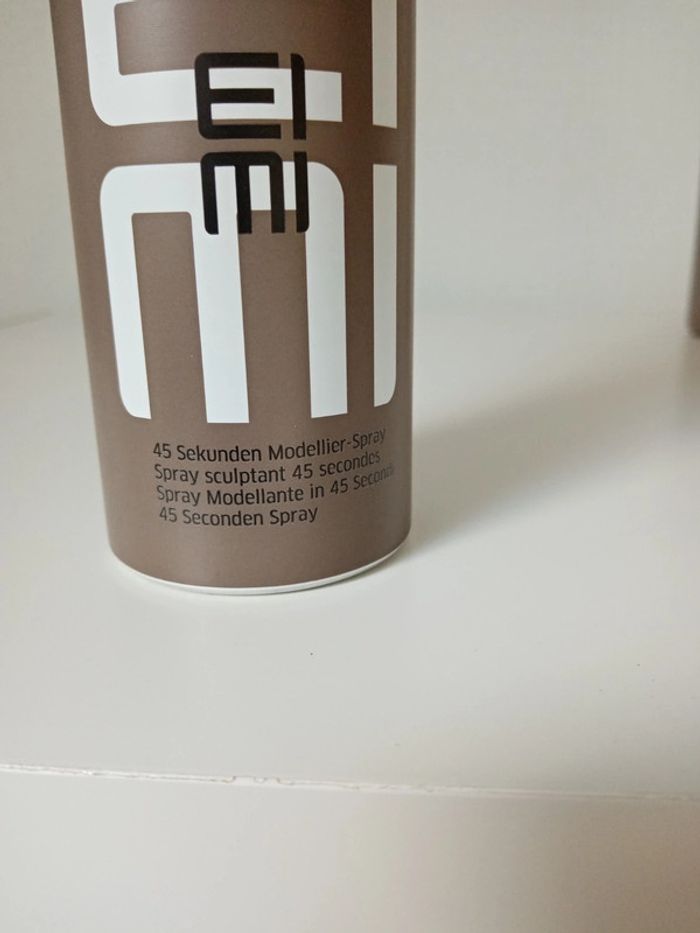 EIMI
45 Sekunden Modellier-Spray
Spray sculptant 45 secondes
Spray Modellante in 45
45 Seconden Spray